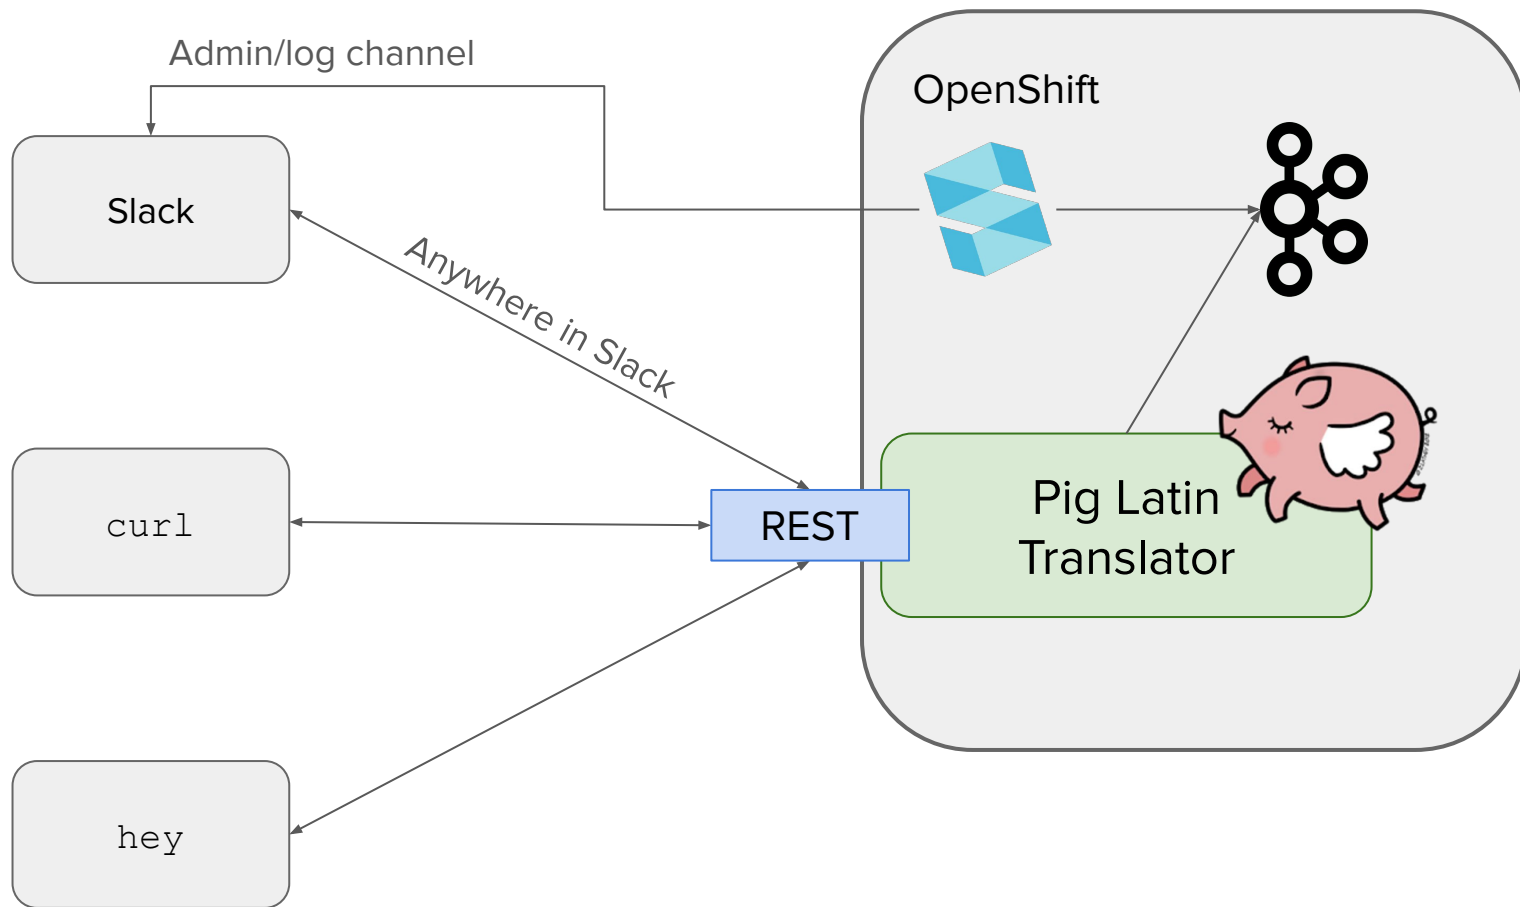 Admin/log channel
OpenShift
Slack
Anywhere in Slack
curl
REST
Pig Latin
Translator
hey